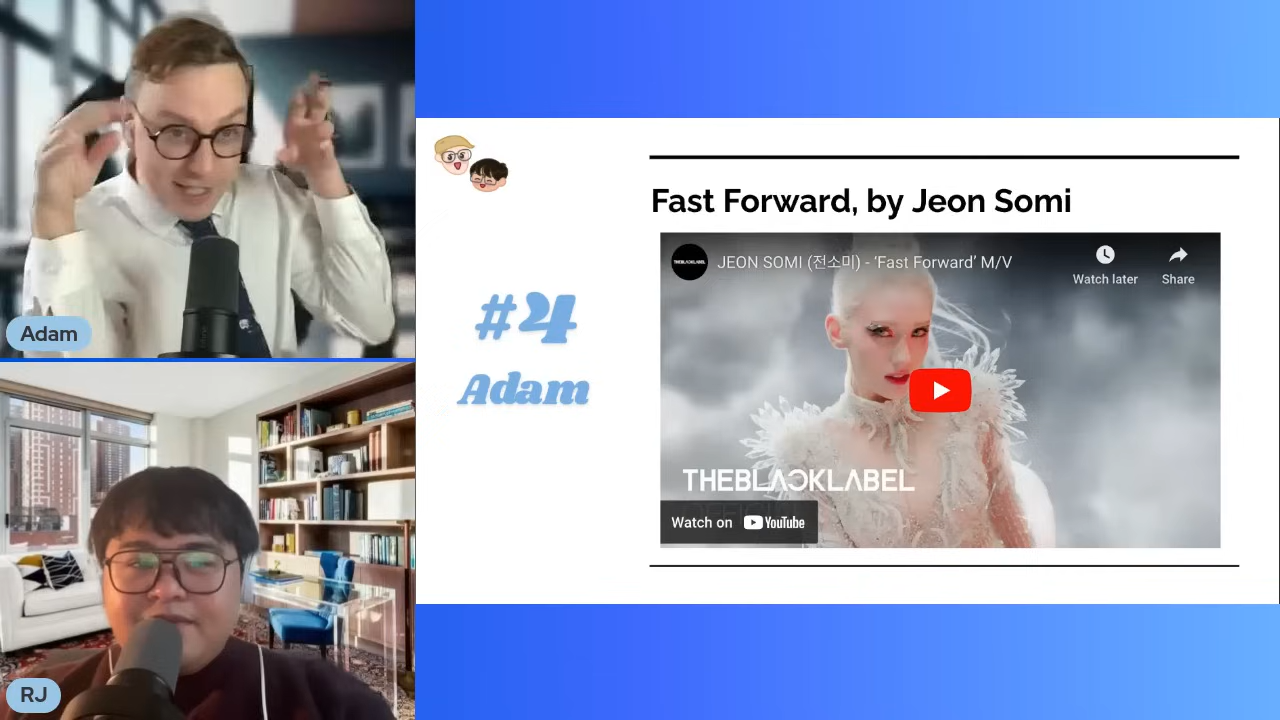 Adam
RJ
#4
Adam
Fast Forward, by Jeon Somi
THEBLACKLABEL
JEON SOMI (전소미) - ‘Fast Forward’ M/V
Watch later
Share
THEBLACKLABEL
Watch on YouTube